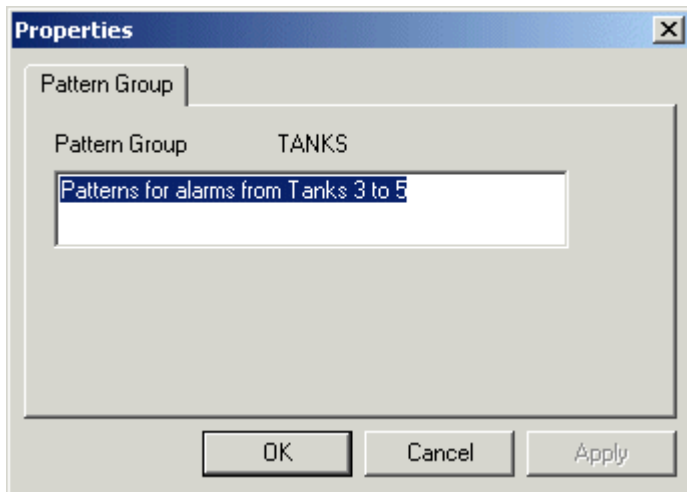 Properties
Pattern Group
Pattern Group TANKS
Patterns for alarms from Tanks 3 to 5
OK Cancel Apply